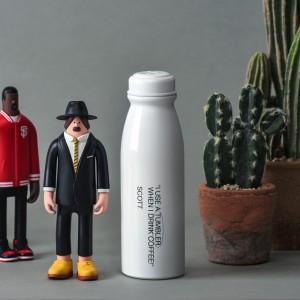 "I USE A TUMBLER
WHEN I DRINK COFFEE!"
SCOTT